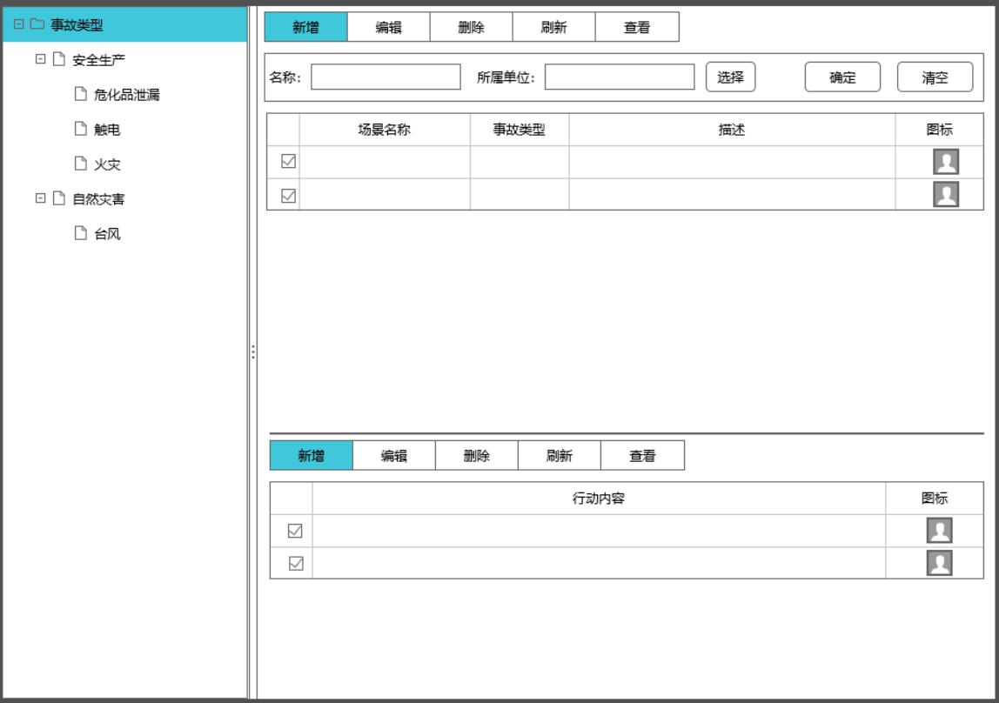 事故类型
安全生产
危化品泄漏
触电
火灾
自然灾害
台风
新增 编辑 删除 刷新 查看
名称： 所属单位： 选择 确定 清空
场景名称 事故类型 描述 图标
新增 编辑 删除 刷新 查看
行动内容 图标